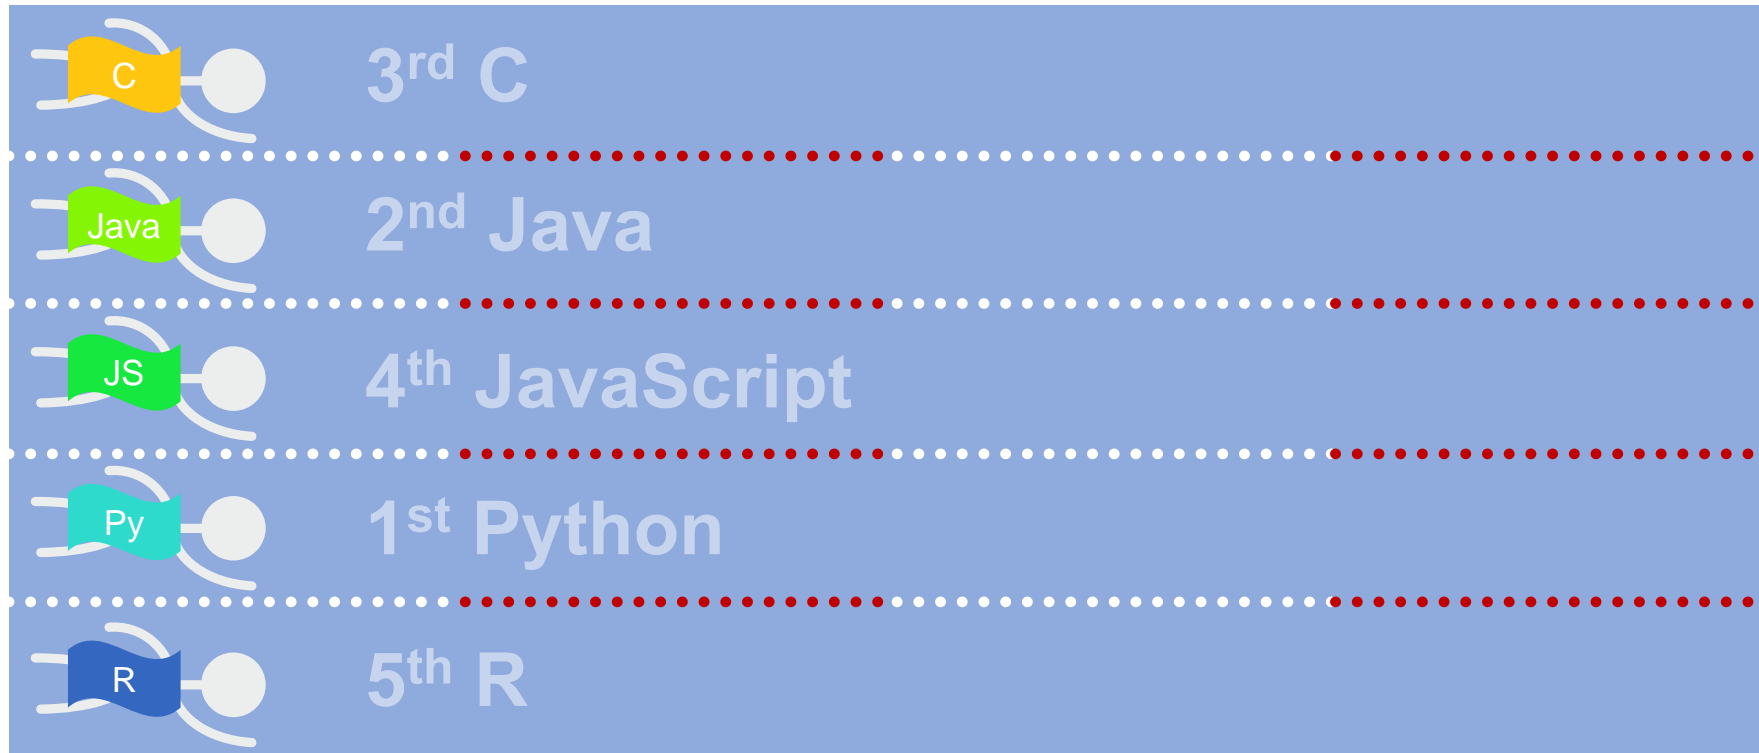 C 3rd C
Java 2nd Java
JS 4th JavaScript
Py 1st Python
R 5th R